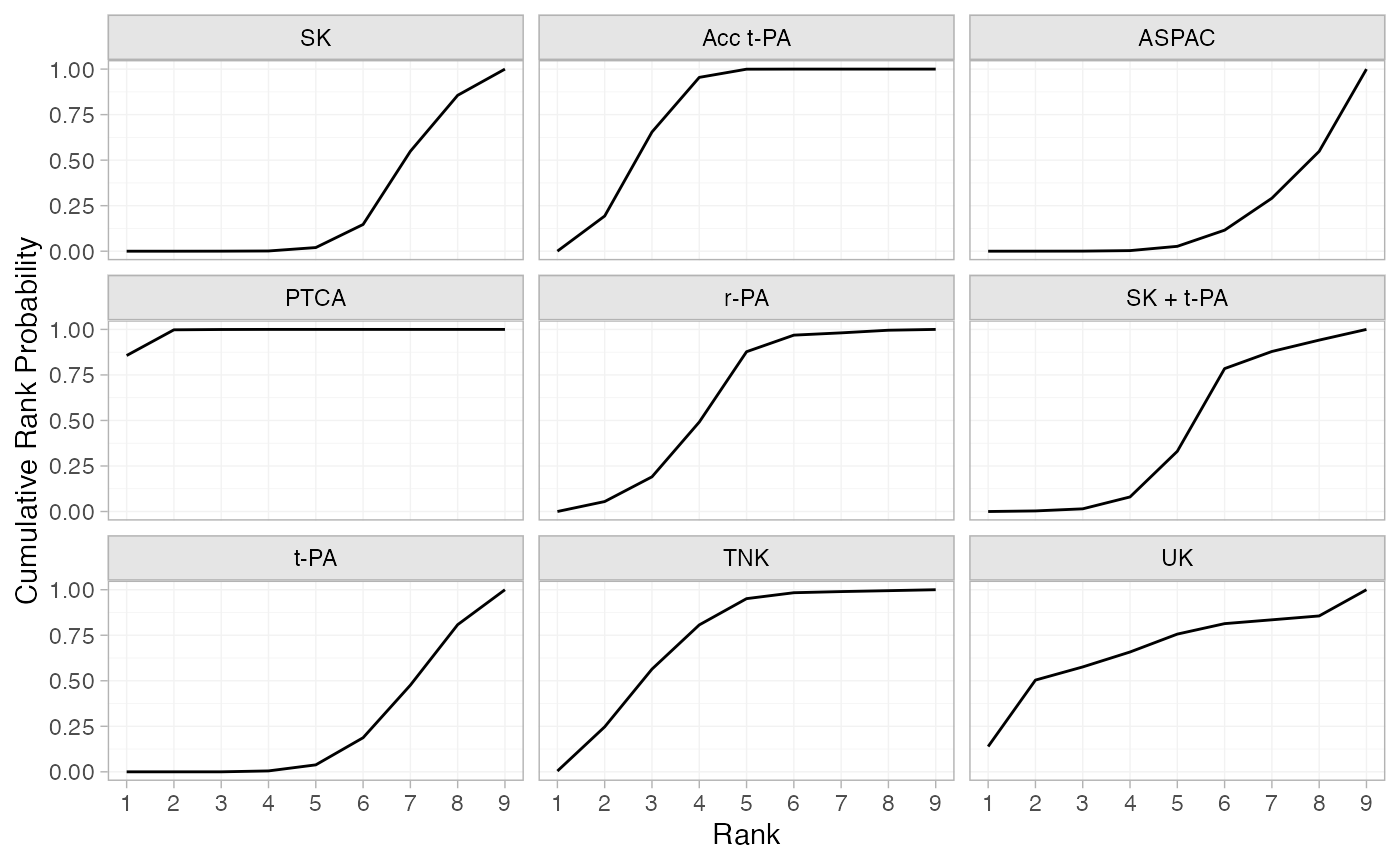 SK
Acc t-PA
ASPAC
1.00
0.75
0.50
0.25
0.00
PTCA
r-PA
SK + t-PA
1.00
0.75
0.50
0.25
0.00
Cumulative Rank Probability
t-PA
TNK
UK
1.00
0.75
0.50
0.25
0.00
1 2 3 4 5 6 7 8 9
1 2 3 4 5 6 7 8 9
1 2 3 4 5 6 7 8 9
Rank